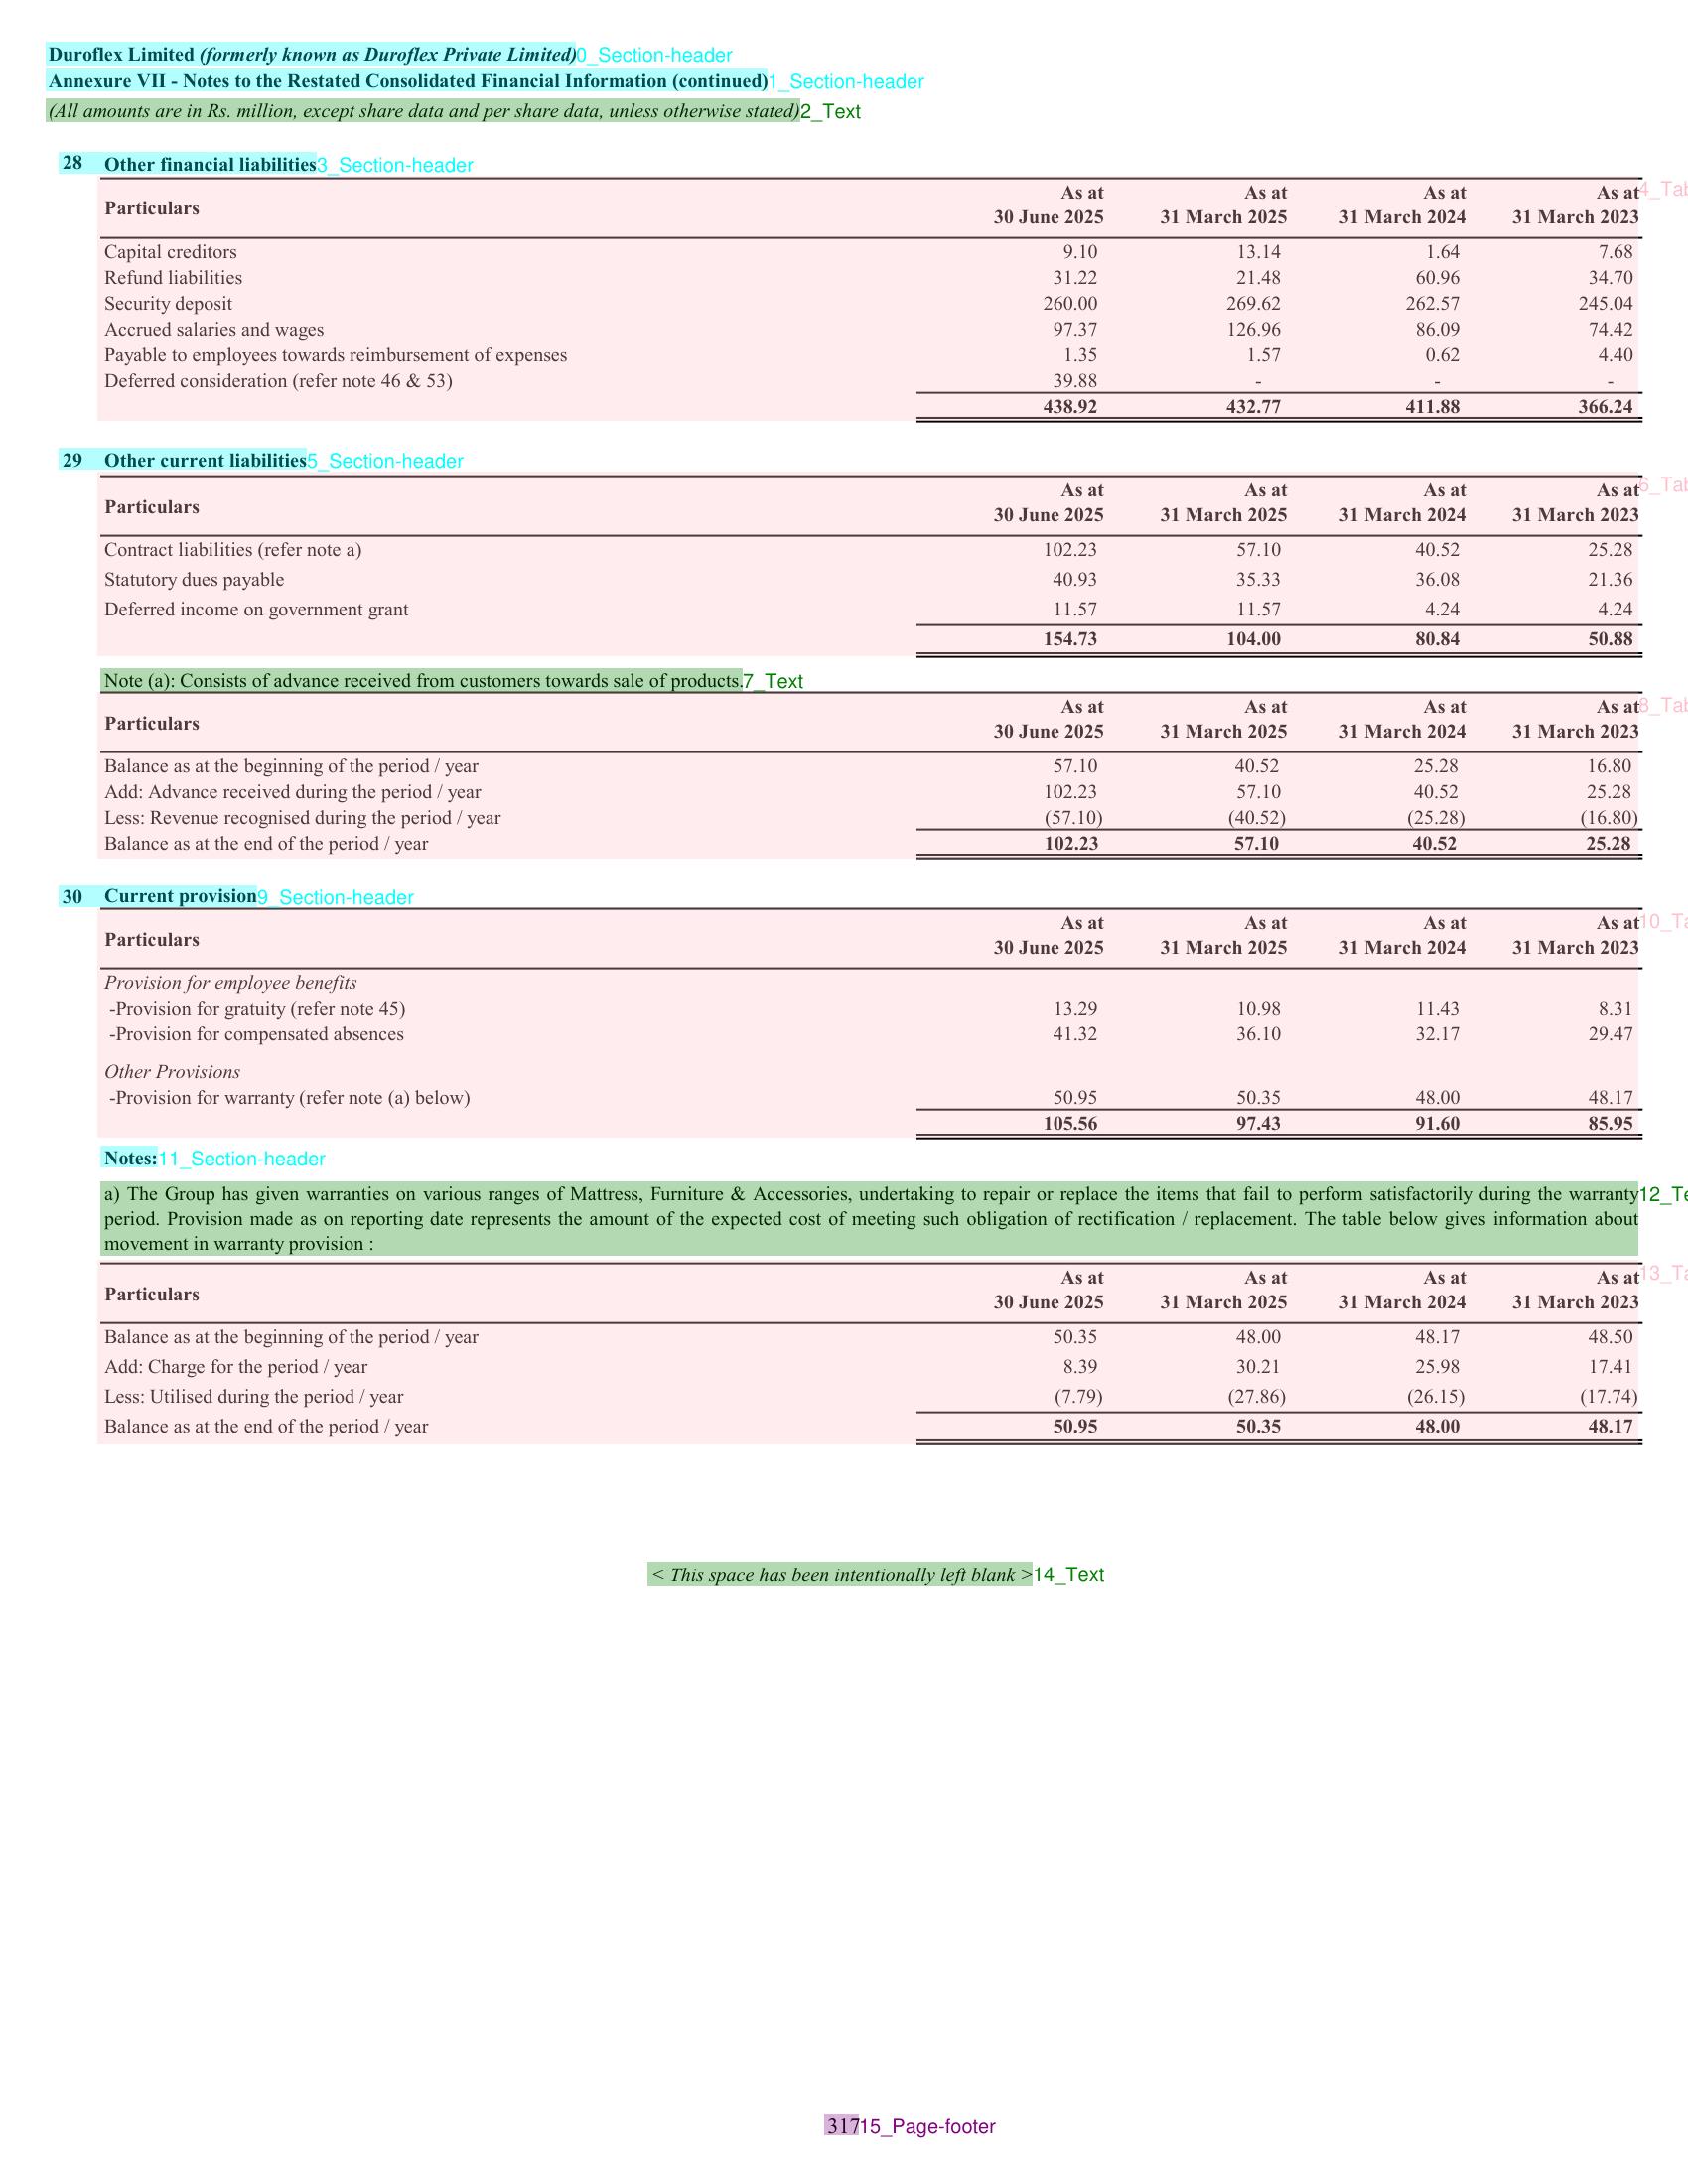 Duroflex Limited (formerly known as Duroflex Private Limited)0_Section-header
Annexure VII - Notes to the Restated Consolidated Financial Information (continued)1_Section-header
(All amounts are in Rs. million, except share data and per share data, unless otherwise stated)2_Text
28 Other financial liabilities3_Section-header
Particulars As at 30 June 2025 As at 31 March 2025 As at 31 March 2024 As at 31 March 2023 4_Tab
Capital creditors 9.10 13.14 1.64 7.68
Refund liabilities 31.22 21.48 60.96 34.70
Security deposit 260.00 269.62 262.57 245.04
Accrued salaries and wages 97.37 126.96 86.09 74.42
Payable to employees towards reimbursement of expenses 1.35 1.57 0.62 4.40
Deferred consideration (refer note 46 & 53) 39.88 - - -
438.92 432.77 411.88 366.24
29 Other current liabilities5_Section-header
Particulars As at 30 June 2025 As at 31 March 2025 As at 31 March 2024 As at 31 March 2023 6_Tab
Contract liabilities (refer note a) 102.23 57.10 40.52 25.28
Statutory dues payable 40.93 35.33 36.08 21.36
Deferred income on government grant 11.57 11.57 4.24 4.24
154.73 104.00 80.84 50.88
Note (a): Consists of advance received from customers towards sale of products.7_Text
Particulars As at 30 June 2025 As at 31 March 2025 As at 31 March 2024 As at 31 March 2023 8_Tab
Balance as at the beginning of the period / year 57.10 40.52 25.28 16.80
Add: Advance received during the period / year 102.23 57.10 40.52 25.28
Less: Revenue recognised during the period / year (57.10) (40.52) (25.28) (16.80)
Balance as at the end of the period / year 102.23 57.10 40.52 25.28
30 Current provision9_Section-header
Particulars As at 30 June 2025 As at 31 March 2025 As at 31 March 2024 As at 31 March 2023 10_Ta
Provision for employee benefits
-Provision for gratuity (refer note 45) 13.29 10.98 11.43 8.31
-Provision for compensated absences 41.32 36.10 32.17 29.47
Other Provisions
-Provision for warranty (refer note (a) below) 50.95 50.35 48.00 48.17
105.56 97.43 91.60 85.95
Notes:11_Section-header
a) The Group has given warranties on various ranges of Mattress, Furniture & Accessories, undertaking to repair or replace the items that fail to perform satisfactorily during the warranty12_Te
period. Provision made as on reporting date represents the amount of the expected cost of meeting such obligation of rectification / replacement. The table below gives information about
movement in warranty provision :
Particulars As at 30 June 2025 As at 31 March 2025 As at 31 March 2024 As at 31 March 2023 13_Ta
Balance as at the beginning of the period / year 50.35 48.00 48.17 48.50
Add: Charge for the period / year 8.39 30.21 25.98 17.41
Less: Utilised during the period / year (7.79) (27.86) (26.15) (17.74)
Balance as at the end of the period / year 50.95 50.35 48.00 48.17
< This space has been intentionally left blank >14_Text
31715_Page-footer